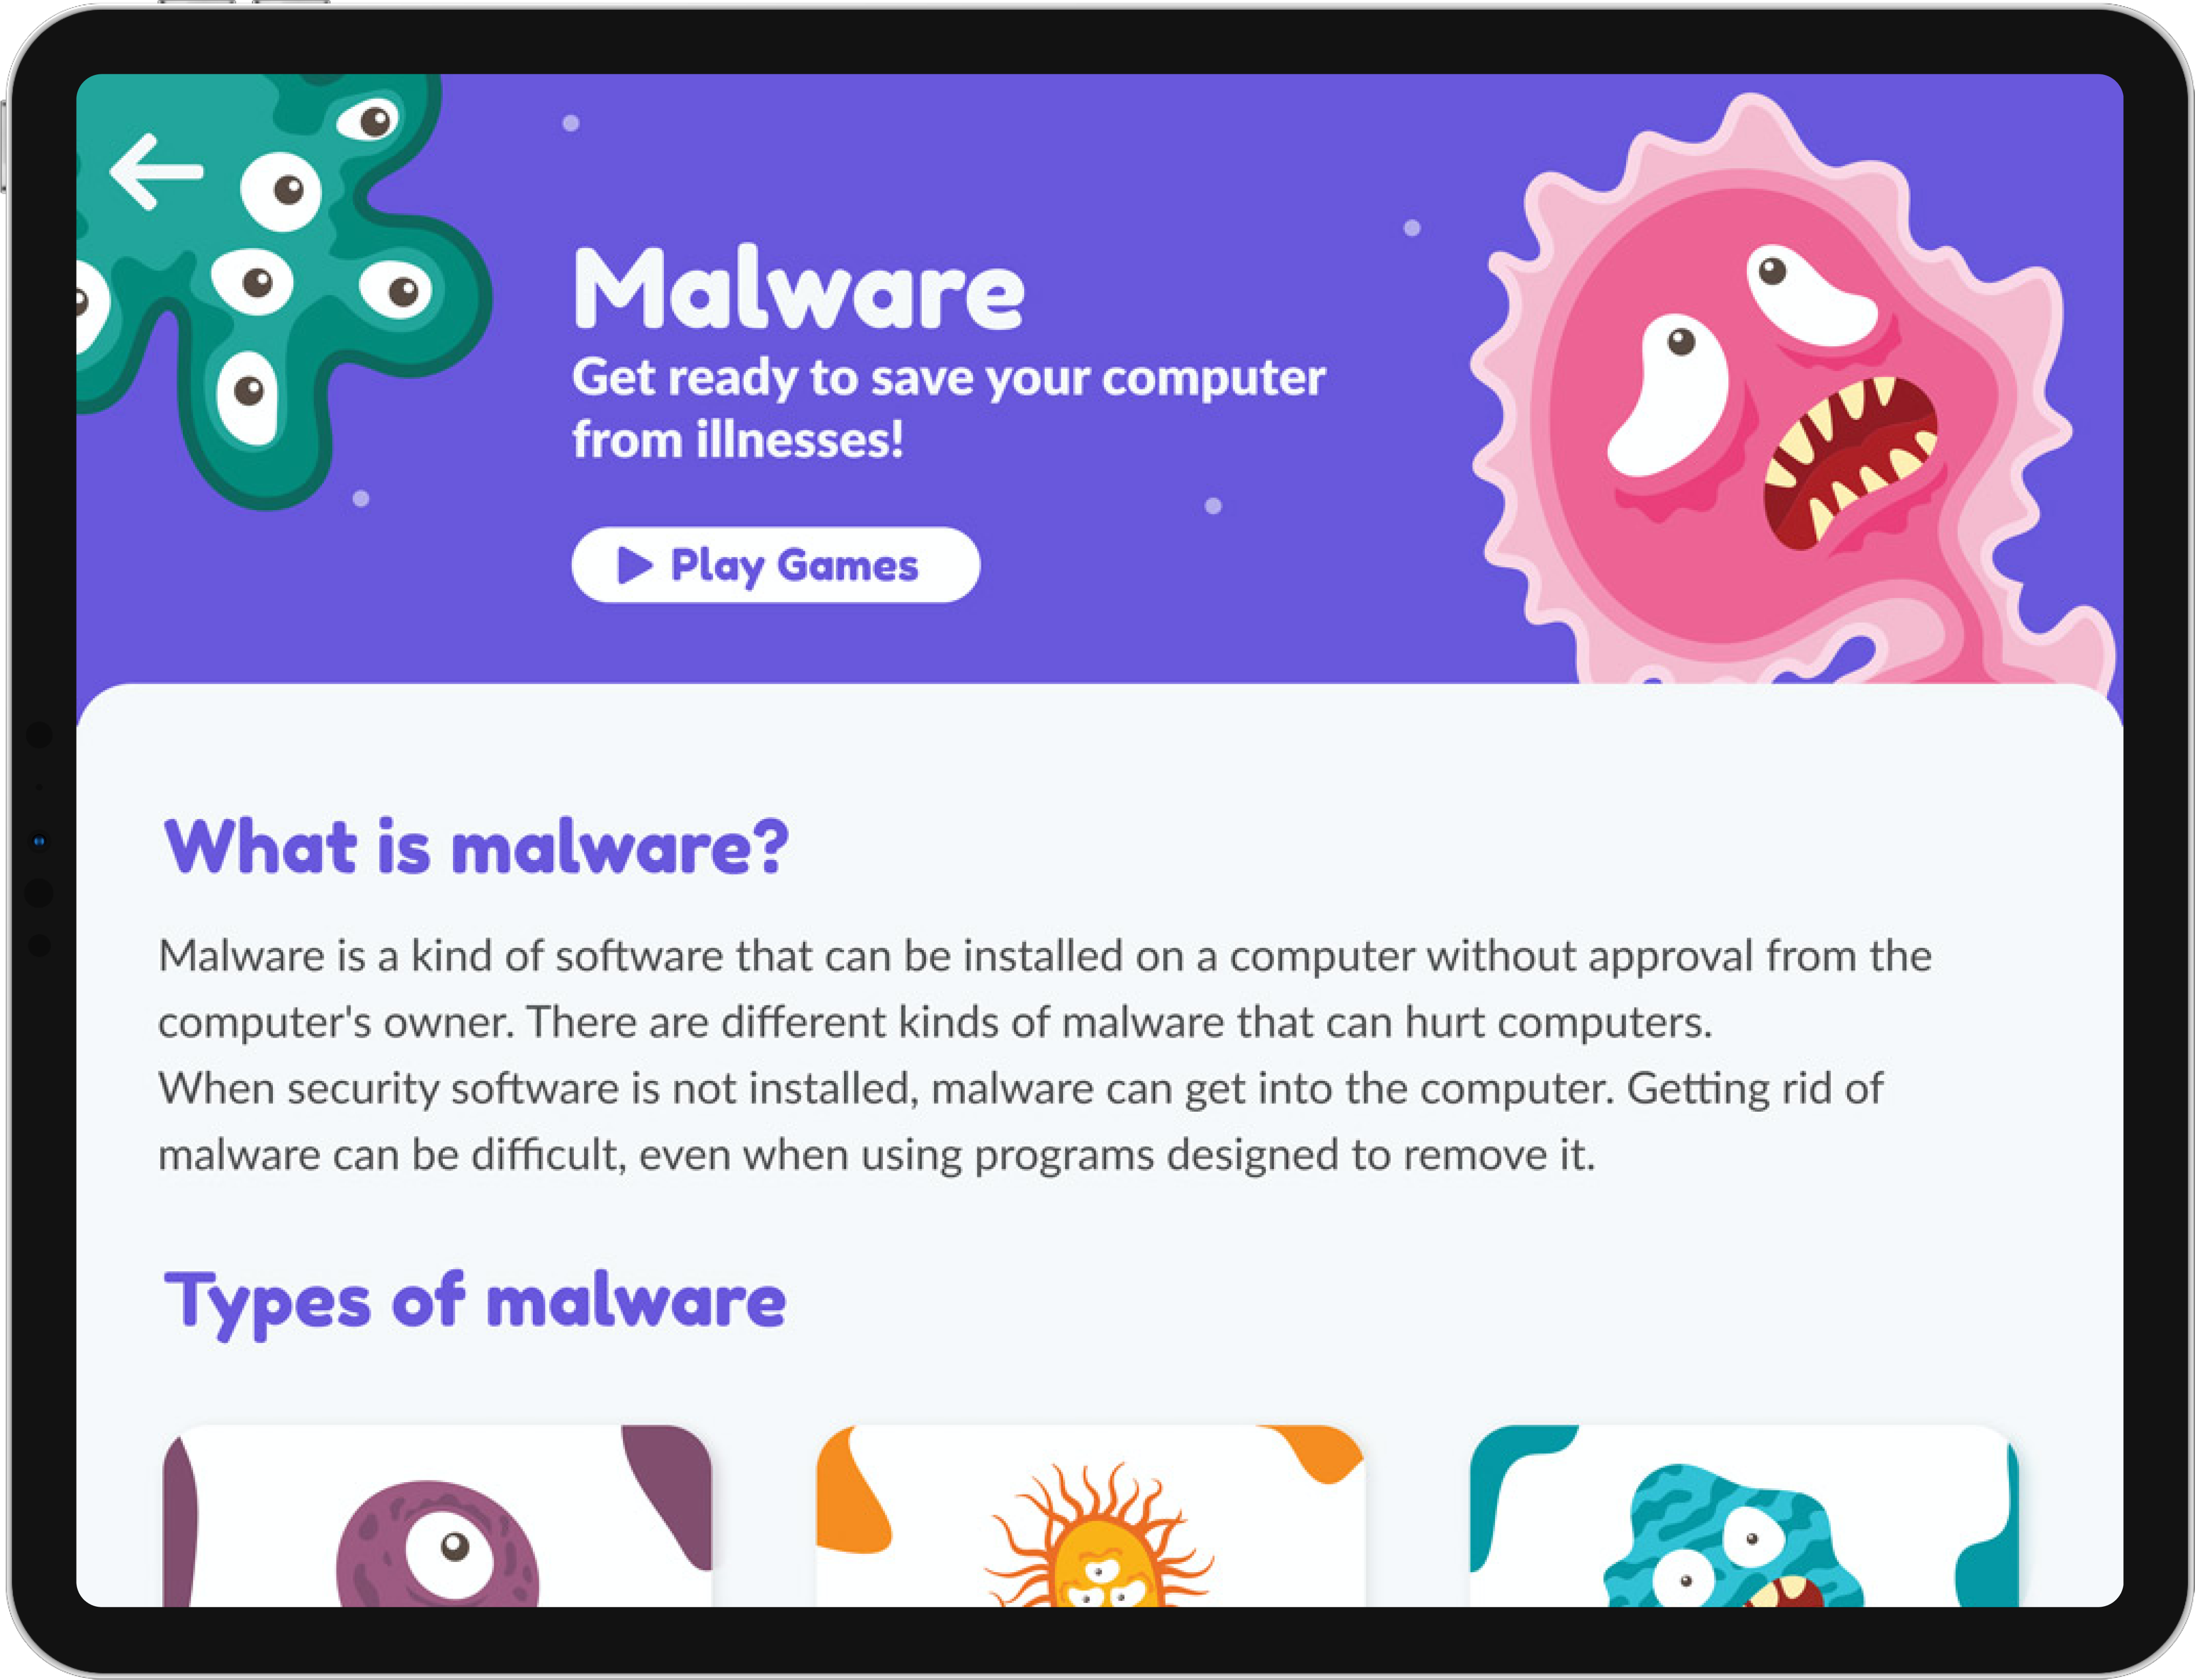 Malware
Get ready to save your computer
from illnesses!
Play Games
What is malware?
Malware is a kind of software that can be installed on a computer without approval from the
computer's owner. There are different kinds of malware that can hurt computers.
When security software is not installed, malware can get into the computer. Getting rid of
malware can be difficult, even when using programs designed to remove it.
Types of malware